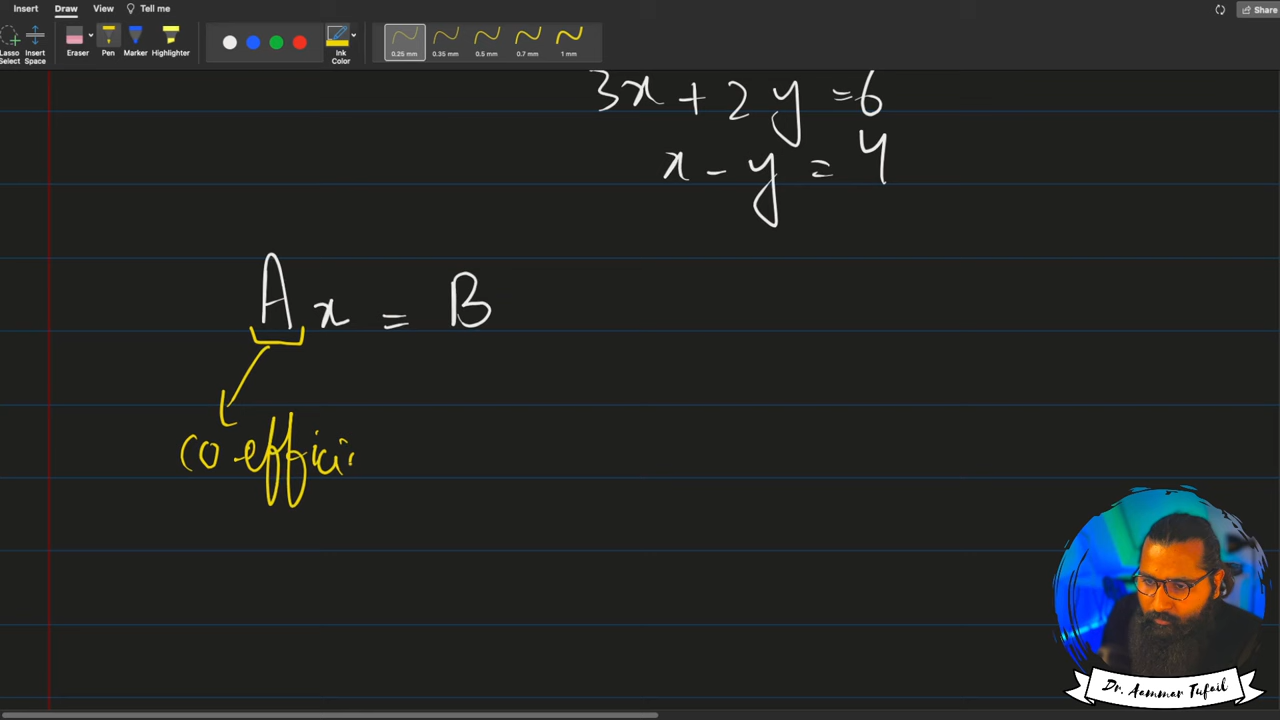 Insert Draw View Tell me Share
Lasso Select Insert Space Eraser Pen Marker Highlighter Ink Color 0.25 mm 0.35 mm 0.5 mm 0.7 mm 1 mm
3x + 2y = 6
x - y = 4
Ax = B
co effici
Dr. Aammar Tufail